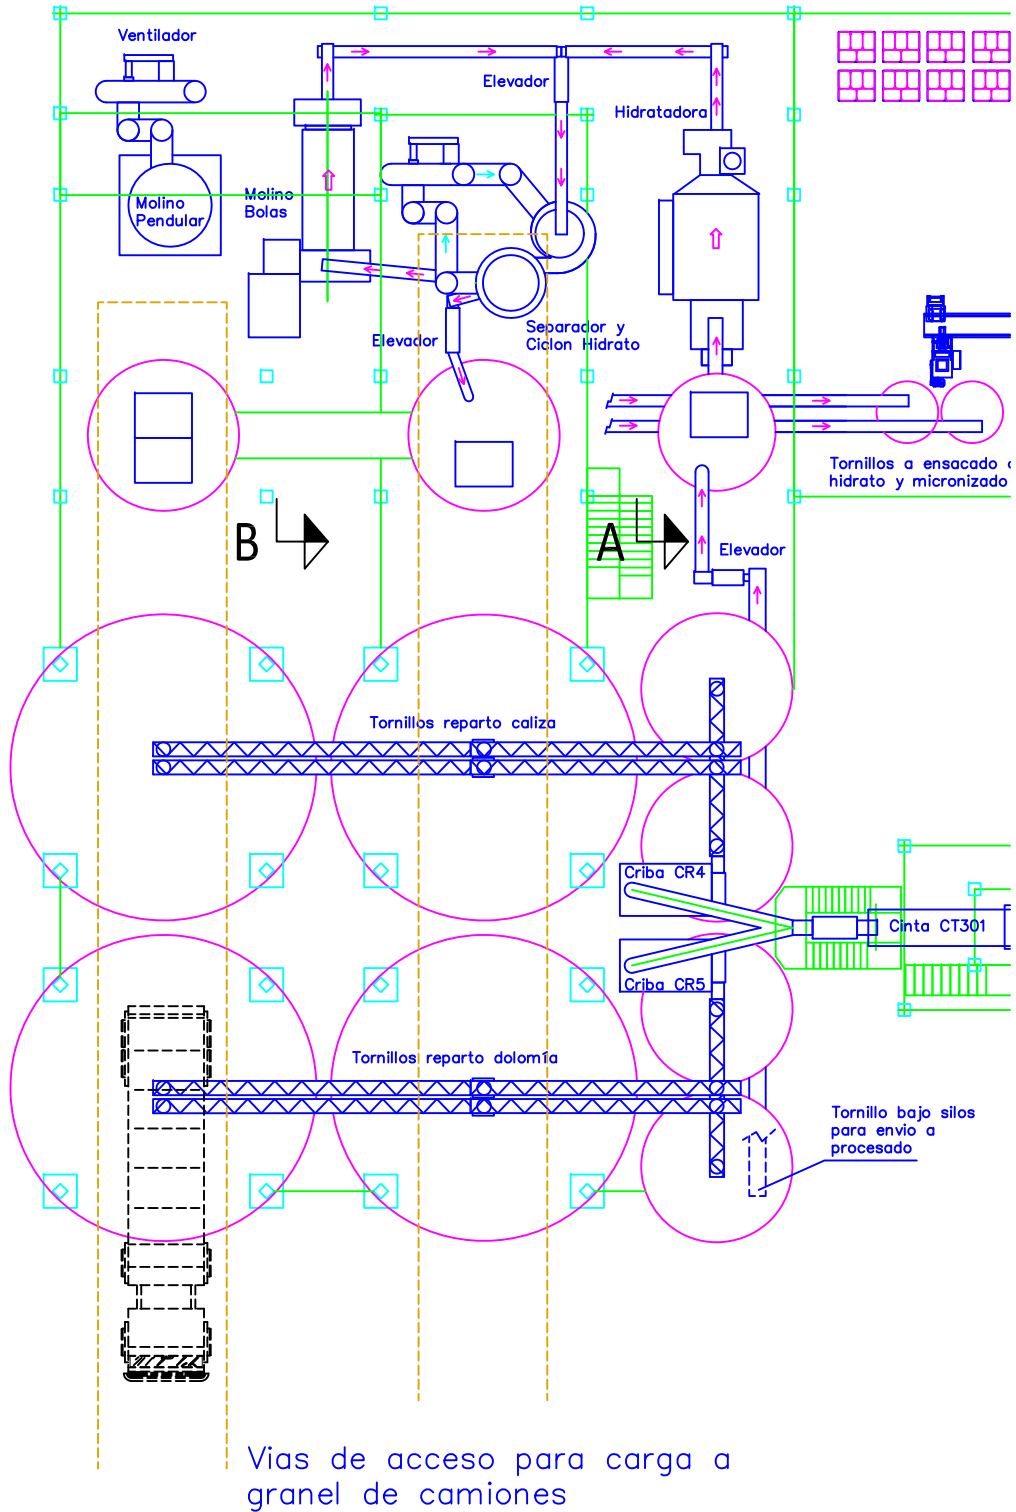 Ventilador
Elevador
Hidratadora
Molino
Bolas
Molino
Pendular
Separador y
Ciclon Hidrato
Elevador
Tornillos a ensacado
hidrato y micronizado
B
A
Elevador
Tornillos reparto caliza
Criba CR4
Cinta CT301
Criba CR5
Tornillos reparto dolomía
Tornillo bajo silos
para envio a
procesado
Vias de acceso para carga a
granel de camiones